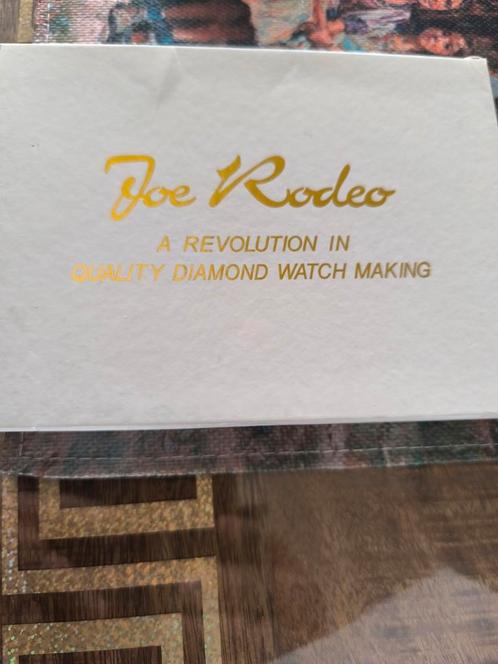 Joe Rodeo
A REVOLUTION IN
QUALITY DIAMOND WATCH MAKING